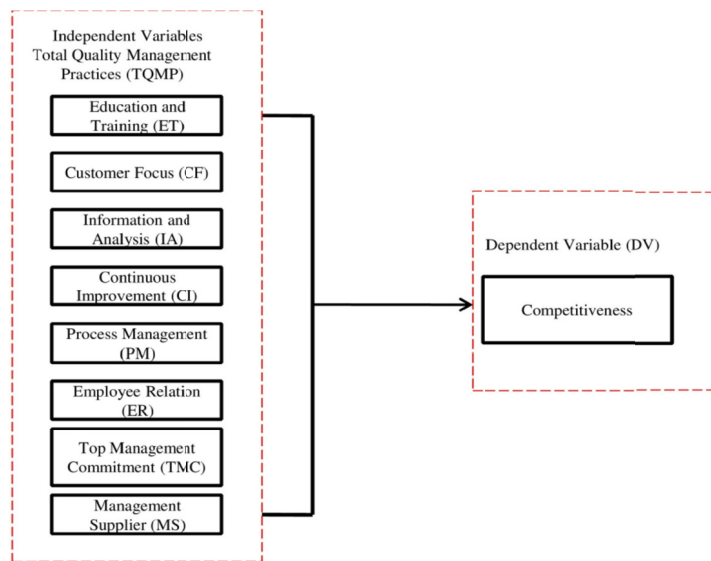 Independent Variables
Total Quality Management
Practices (TQMP)
Education and
Training (ET)
Customer Focus (CF)
Information and
Analysis (IA)
Continuous
Improvement (CI)
Process Management
(PM)
Employee Relation
(ER)
Top Management
Commitment (TMC)
Management
Supplier (MS)
Dependent Variable (DV)
Competitiveness